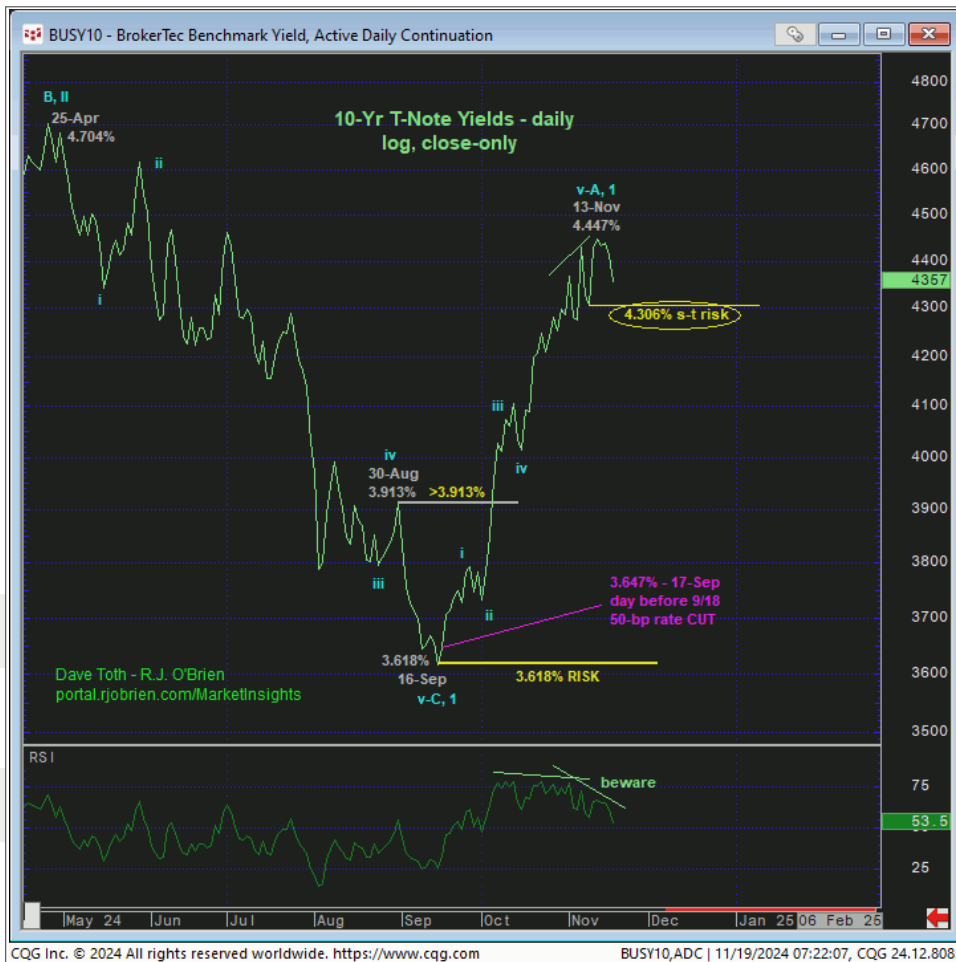 BUSY10 - BrokerTec Benchmark Yield, Active Daily Continuation
B, II
25-Apr
4.704%
10-Yr T-Note Yields - daily
log, close-only
ii
i
v-A, 1
13-Nov
4.447%
4.306% s-t risk
iii
iv
iv
30-Aug
3.913%
>3.913%
iii
i
ii
3.647% - 17-Sep
day before 9/18
50-bp rate CUT
3.618%
16-Sep
v-C, 1
3.618% RISK
Dave Toth - R.J. O'Brien
portal.rjobrien.com/MarketInsights
4800
4700
4600
4500
4400
4357
4300
4200
4100
4000
3900
3800
3700
3600
3500
RSI
beware
75
53.5
25
May 24
Jun
Jul
Aug
Sep
Oct
Nov
Dec
Jan 25
06 Feb 25
CQG Inc. © 2024 All rights reserved worldwide. https://www.cqg.com
BUSY10,ADC | 11/19/2024 07:22:07, CQG 24.12.808